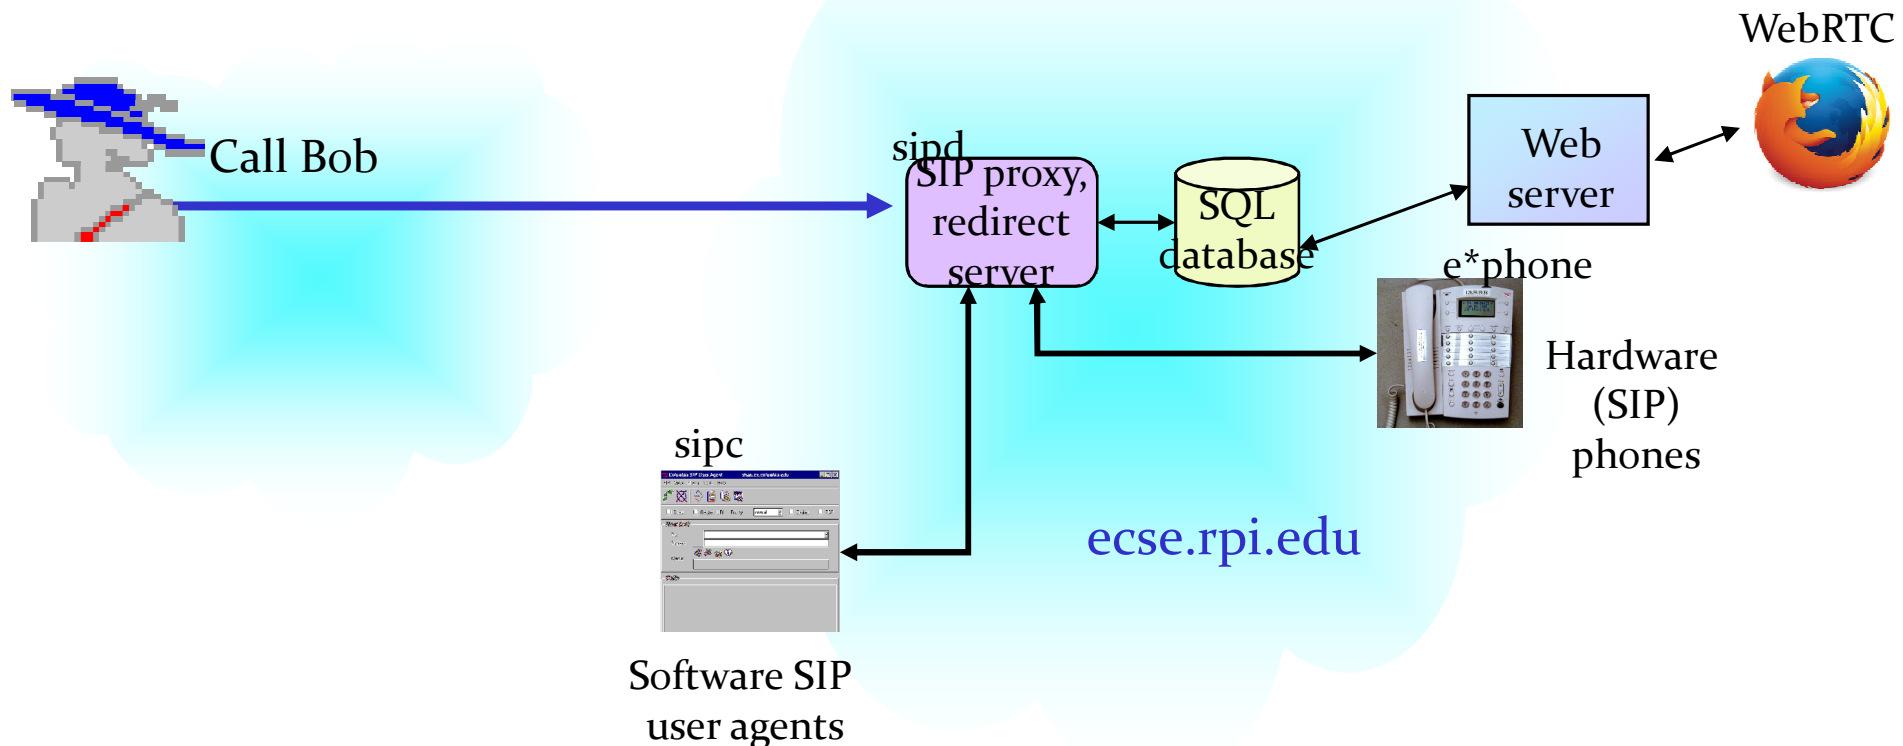 WebRTC
Call Bob
sipd
SIP proxy,
redirect
server
SQL
database
Web
server
e*phone
Hardware
(SIP)
phones
sipc
ecse.rpi.edu
Software SIP
user agents